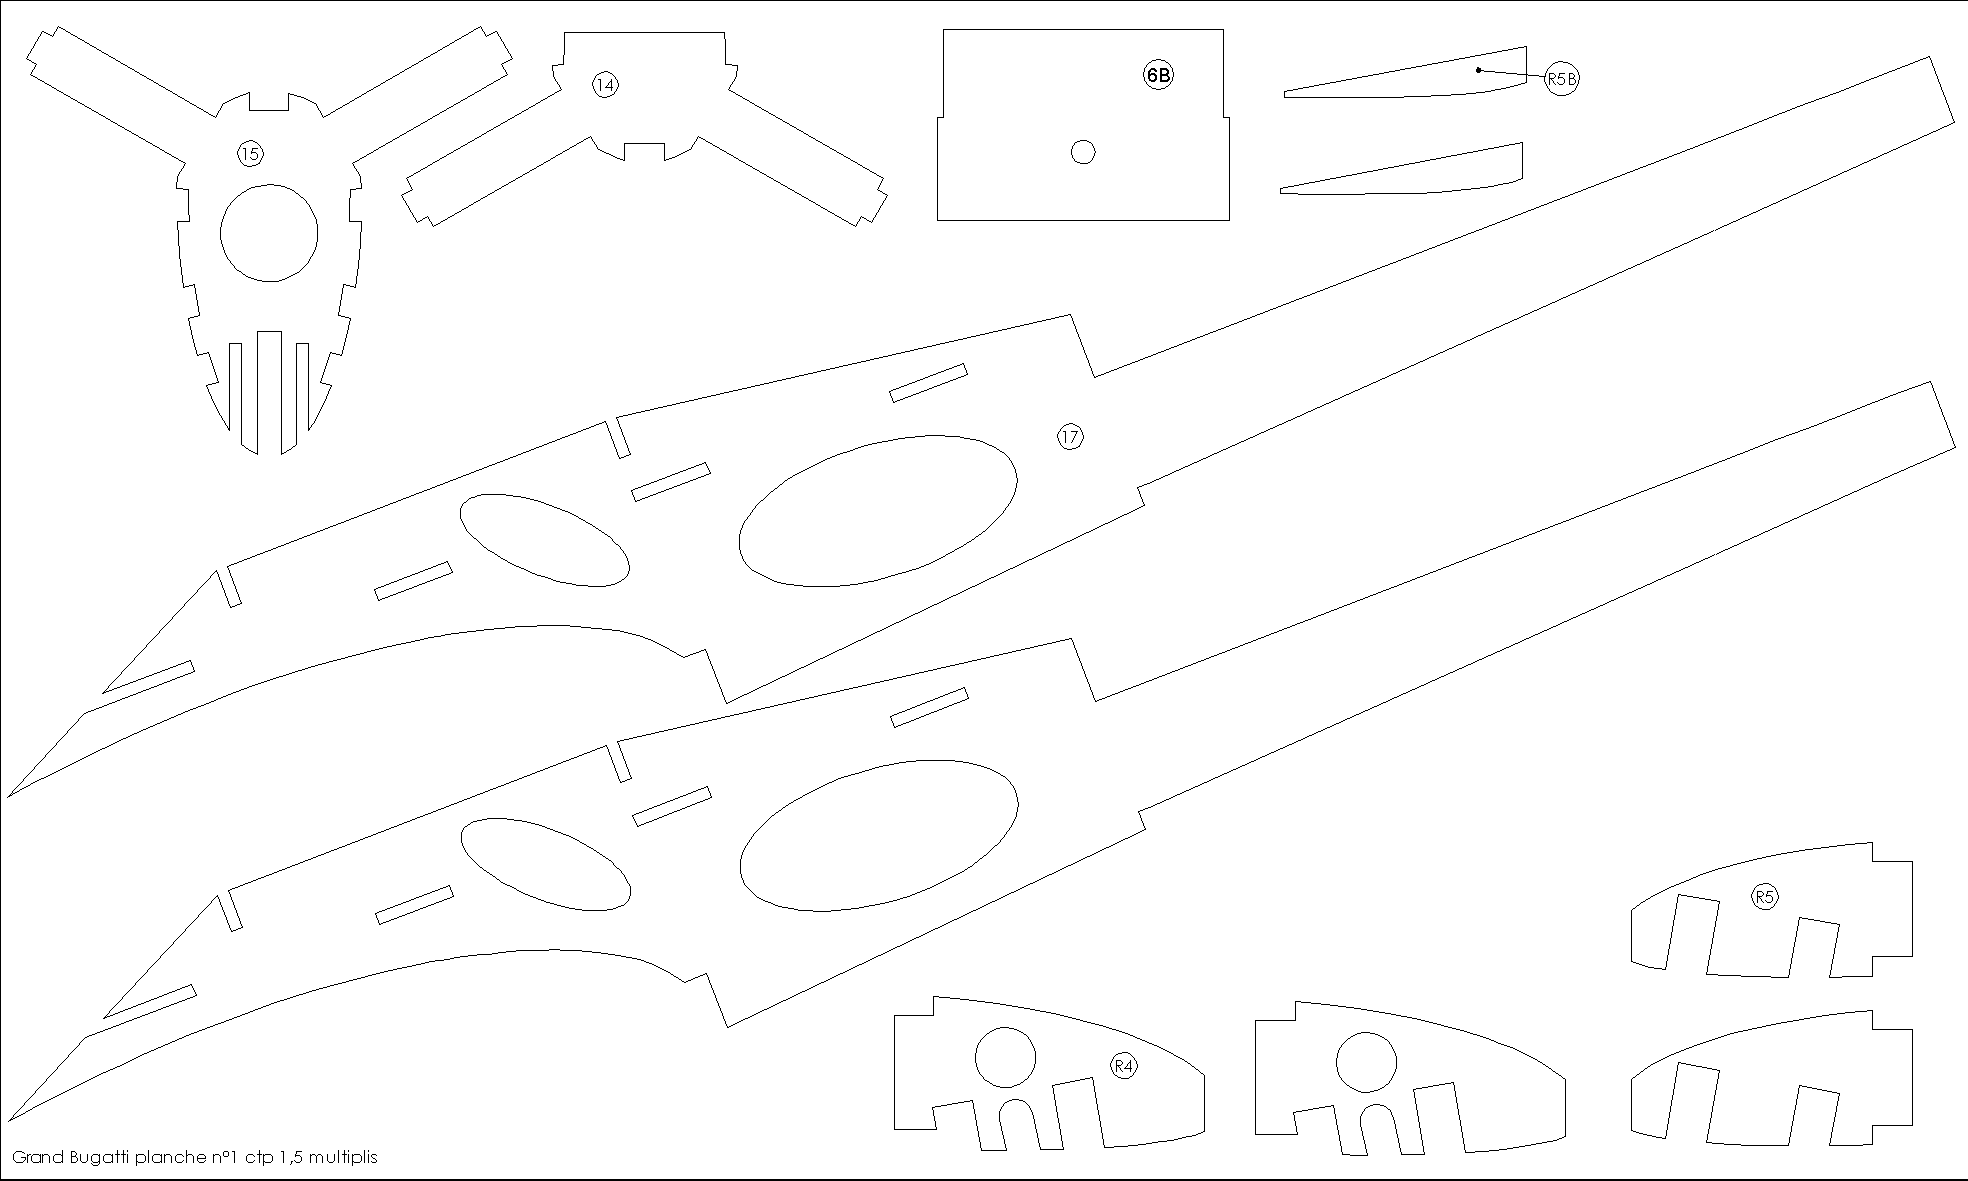 15
14
6B
R5B
17
R5
R4
Grand Bugatti planche n°1 ctp 1,5 multiplis